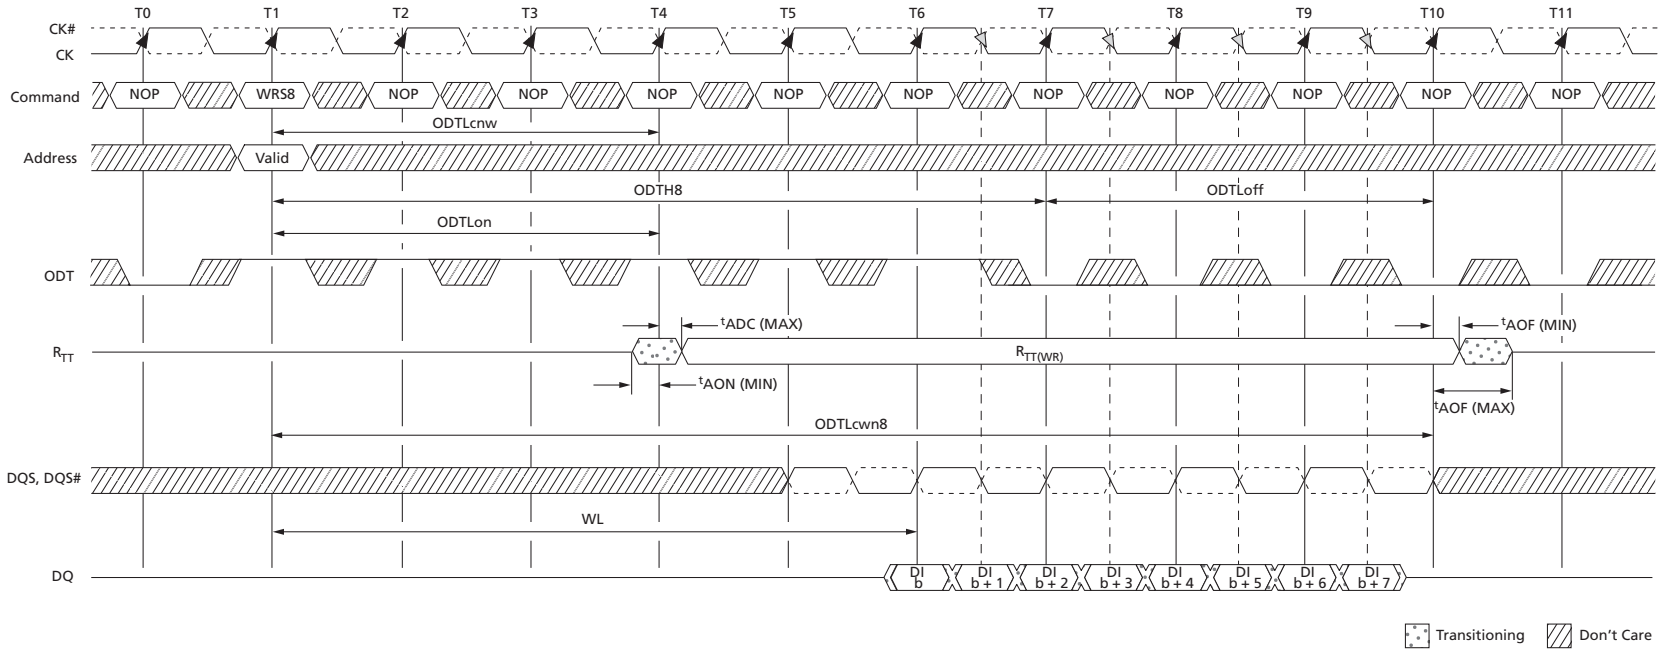 T0 T1 T2 T3 T4 T5 T6 T7 T8 T9 T10 T11
CK#
CK
Command NOP WRS8 NOP NOP NOP NOP NOP NOP NOP NOP NOP NOP
ODTLcnw
Address Valid
ODTH8 ODTLoff
ODTLon
ODT
tADC (MAX) tAOF (MIN)
RTT RTT(WR)
tAON (MIN)
tAOF (MAX)
ODTLcwn8
DQS, DQS#
WL
DQ DI b DI b + 1 DI b + 2 DI b + 3 DI b + 4 DI b + 5 DI b + 6 DI b + 7
Transitioning Don't Care